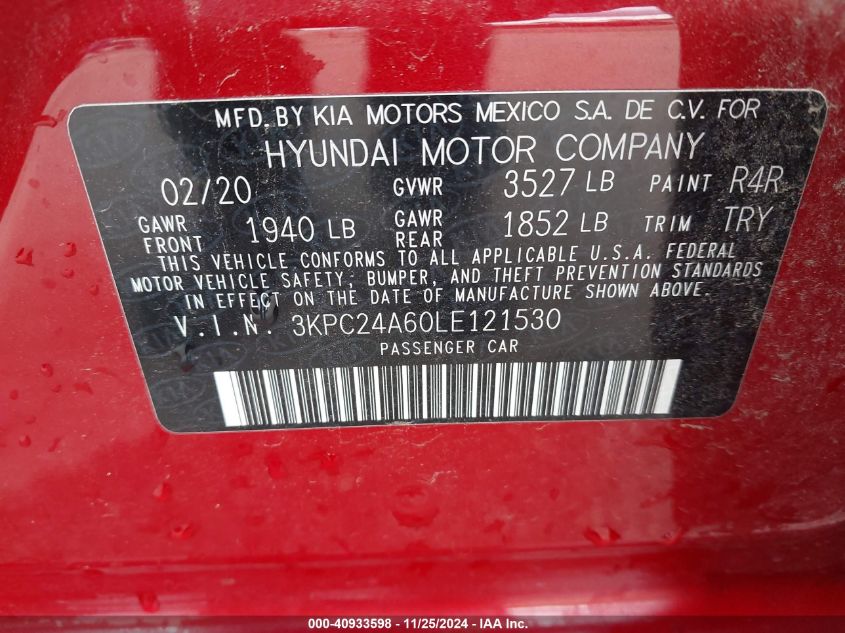 MFD. BY KIA MOTORS MEXICO S.A. DE C.V. FOR
HYUNDAI MOTOR COMPANY
02/20 GVWR 3527 LB PAINT R4R
GAWR FRONT 1940 LB GAWR REAR 1852 LB TRIM TRY
THIS VEHICLE CONFORMS TO ALL APPLICABLE U.S.A. FEDERAL
MOTOR VEHICLE SAFETY, BUMPER, AND THEFT PREVENTION STANDARDS
IN EFFECT ON THE DATE OF MANUFACTURE SHOWN ABOVE.
V.I.N. 3KPC24A60LE121530
PASSENGER CAR
000-40933598 - 11/25/2024 - IAA Inc.